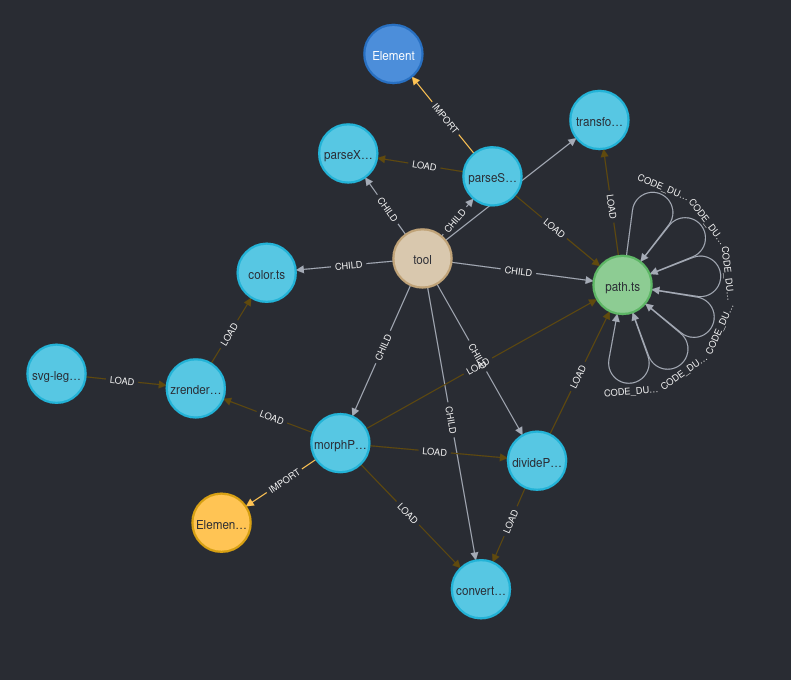 Element
IMPORT
transfo...
parseX...
LOAD
parseS...
CODE_DU...
CODE_DU...
CHILD
CHILD
LOAD
LOAD
CODE_DU...
tool
color.ts
CHILD
CHILD
path.ts
CODE_DU...
LOAD
CHILD
CHILD
LOAD
CODE_DU...
svg-leg...
LOAD
zrender...
LOAD
CODE_DU...
LOAD
CHILD
morphP...
LOAD
divideP...
IMPORT
Elemen...
LOAD
LOAD
convert...